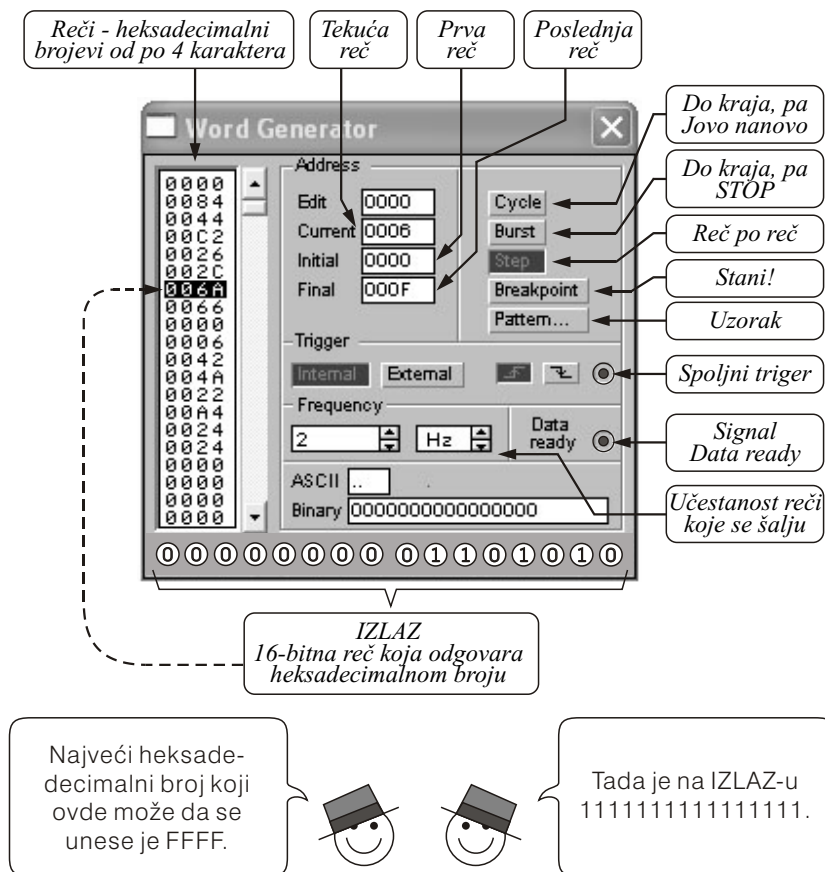 Reči - heksadecimalni
brojevi od po 4 karaktera
Tekuća
reč
Prva
reč
Poslednja
reč
Do kraja, pa
Jovo nanovo
Do kraja, pa
STOP
Reč po reč
Stani!
Uzorak
Spoljni triger
Signal
Data ready
Učestanost reči
koje se šalju
Word Generator
0000
0084
0044
00C2
0026
002C
006A
0066
0000
0006
0042
004A
0022
00A4
0024
0024
0000
0000
0000
0000
Address
Edit 0000
Current 0006
Initial 0000
Final 000F
Cycle
Burst
Step
Breakpoint
Pattern...
Trigger
Internal External
Frequency
2 Hz
Data
ready
ASCII ..
Binary 0000000000000000
0 0 0 0 0 0 0 0 0 1 1 0 1 0 1 0
IZLAZ
16-bitna reč koja odgovara
heksadecimalnom broju
Najveći heksade-
decimalni broj koji
ovde može da se
unese je FFFF.
Tada je na IZLAZ-u
1111111111111111.